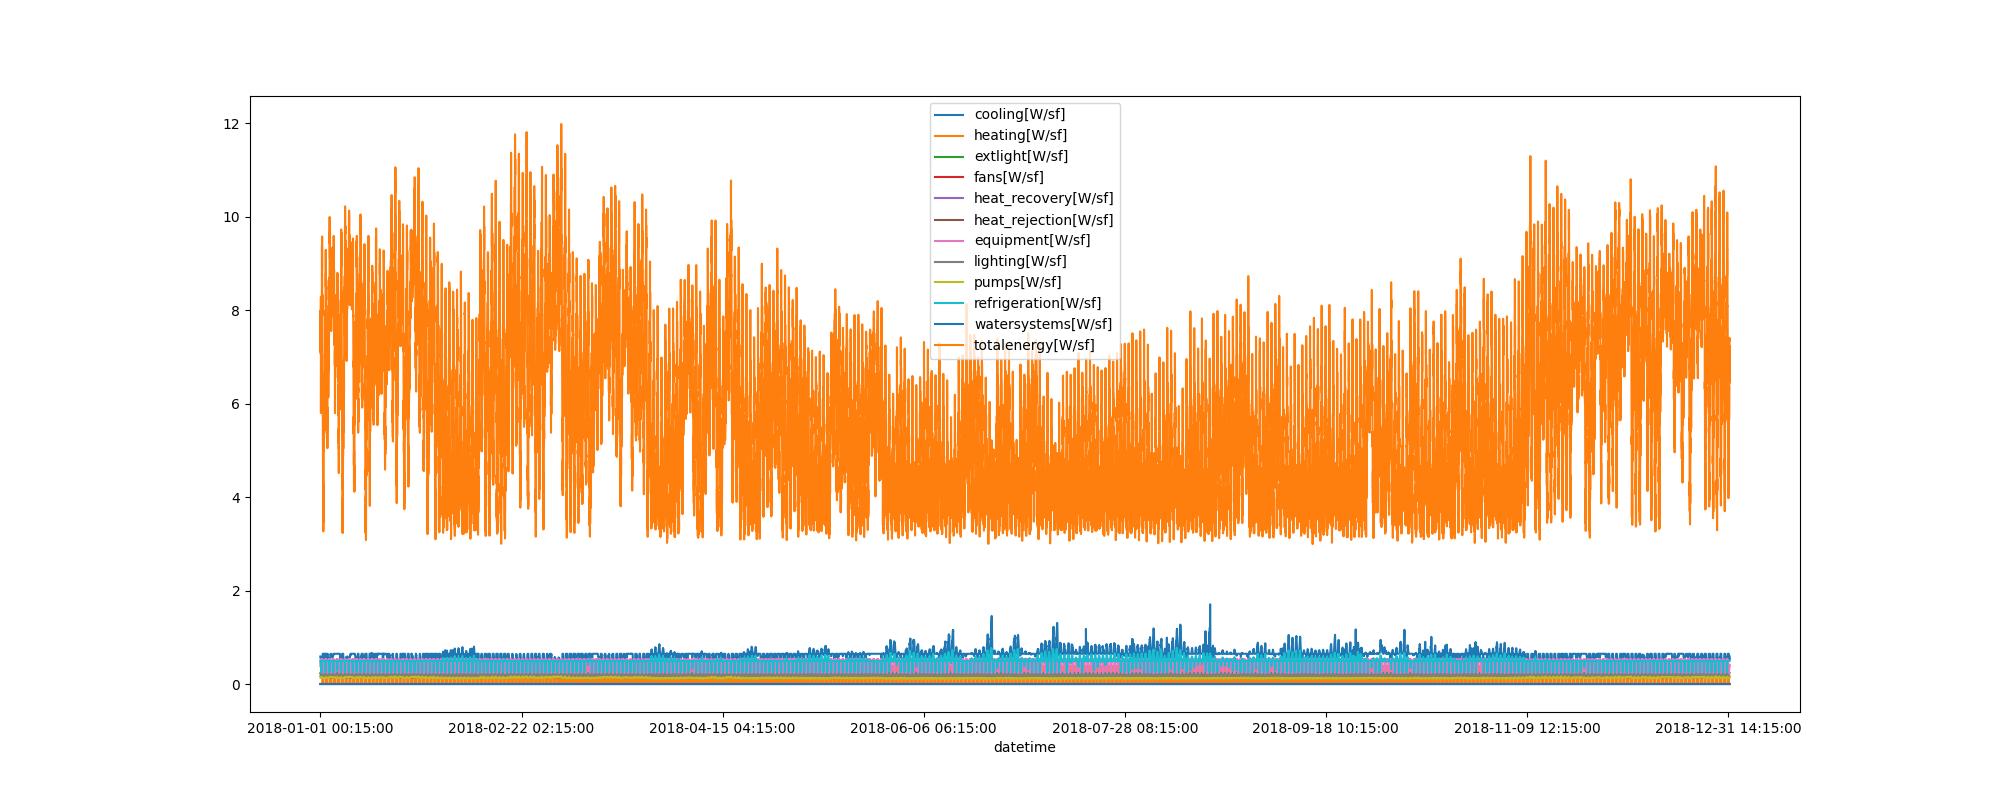 12
10
8
6
4
2
0
cooling[W/sf]
heating[W/sf]
extlight[W/sf]
fans[W/sf]
heat_recovery[W/sf]
heat_rejection[W/sf]
equipment[W/sf]
lighting[W/sf]
pumps[W/sf]
refrigeration[W/sf]
watersystems[W/sf]
totalenergy[W/sf]
2018-01-01 00:15:00 2018-02-22 02:15:00 2018-04-15 04:15:00 2018-06-06 06:15:00 2018-07-28 08:15:00 2018-09-18 10:15:00 2018-11-09 12:15:00 2018-12-31 14:15:00
datetime